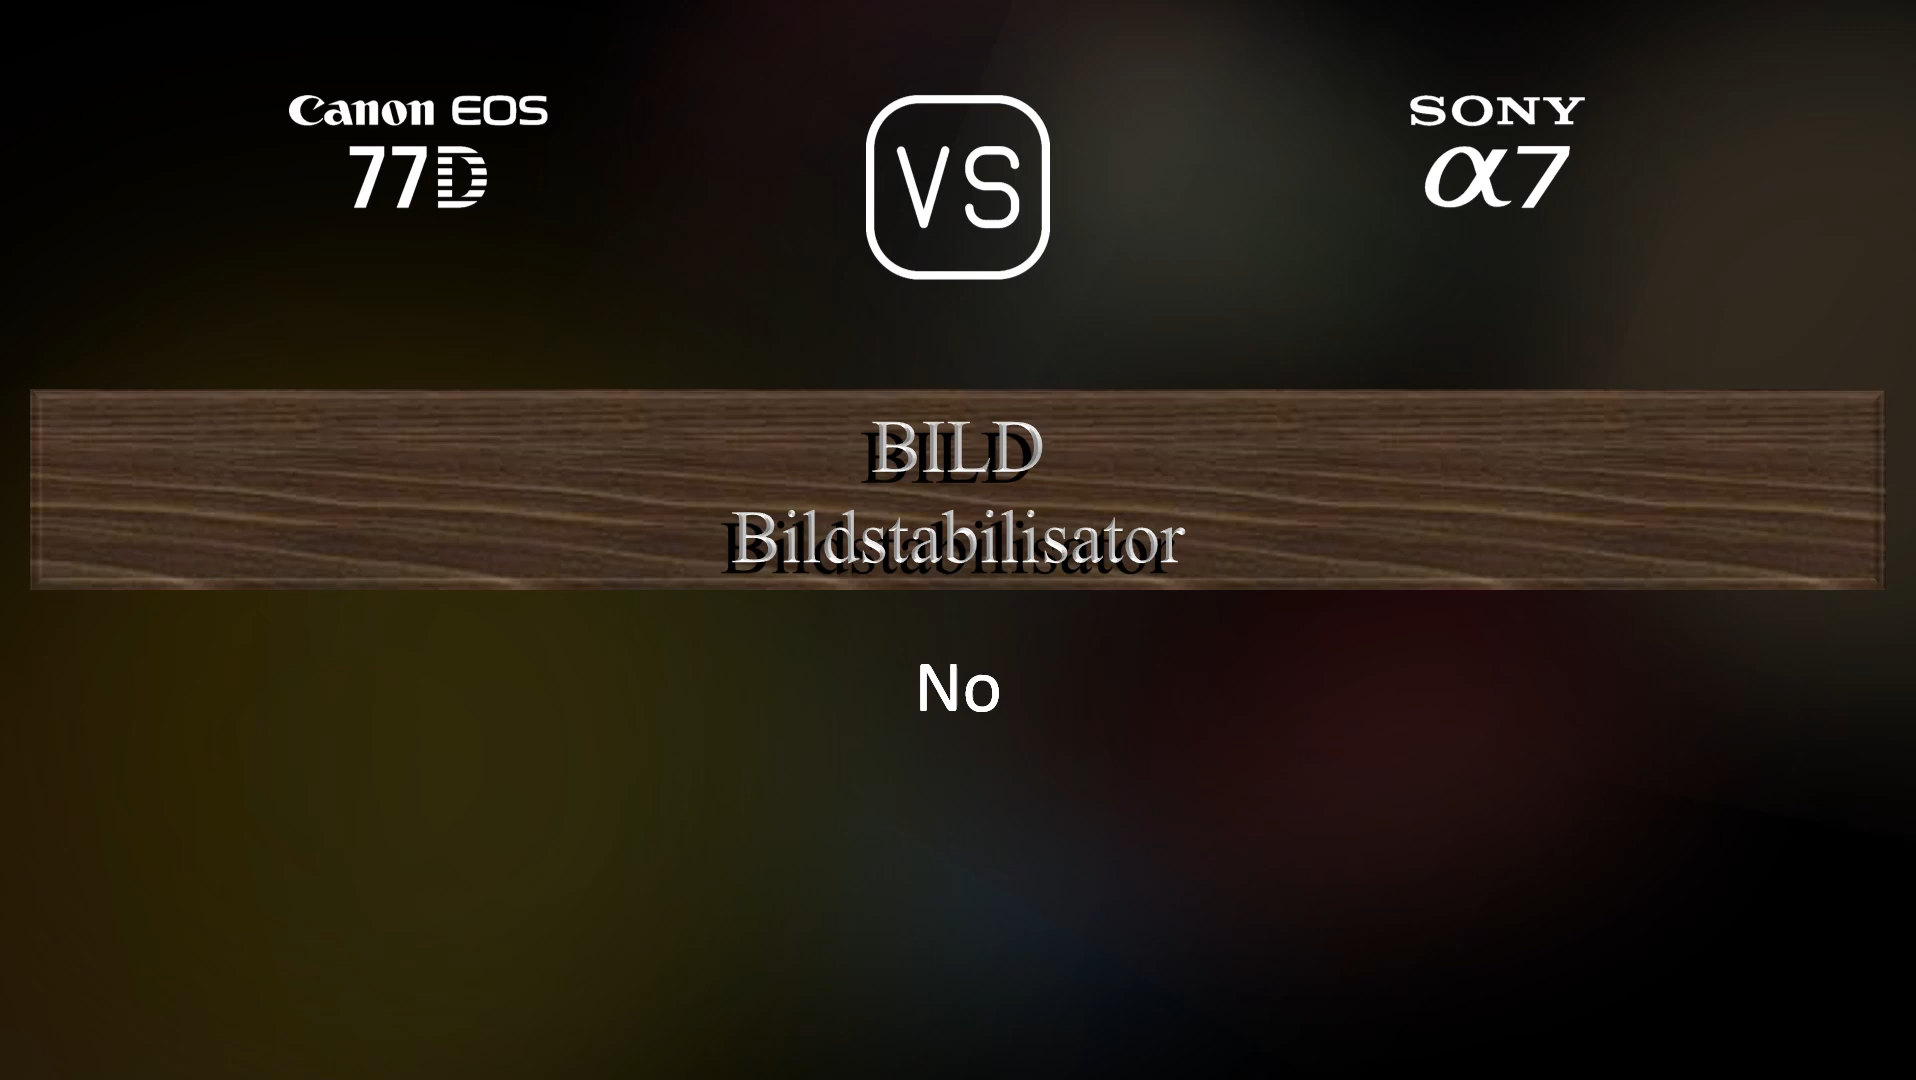 Canon EOS
77D
VS
SONY
α7
BILD
Bildstabilisator
No